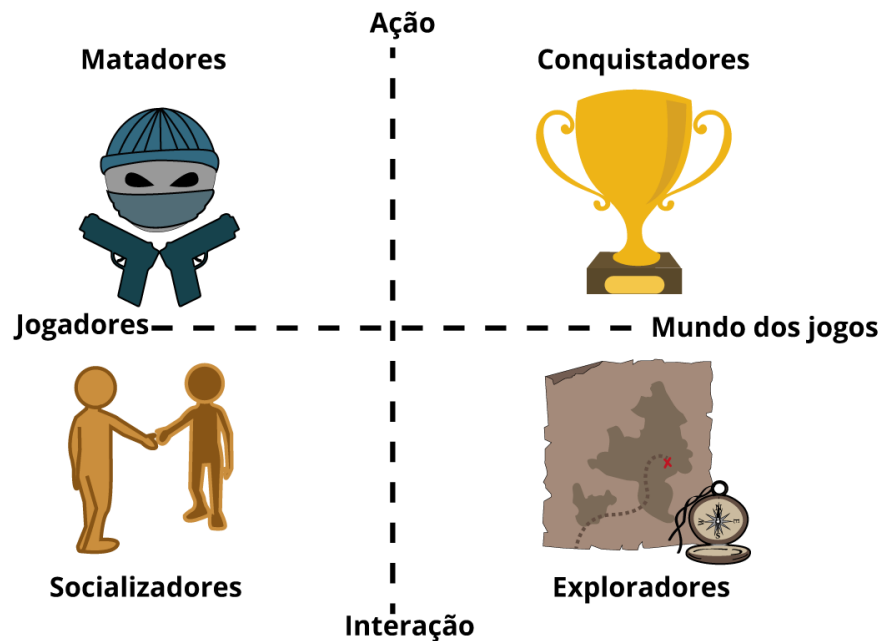 Ação
Matadores
Conquistadores
Jogadores
Mundo dos jogos
Socializadores
Exploradores
Interação